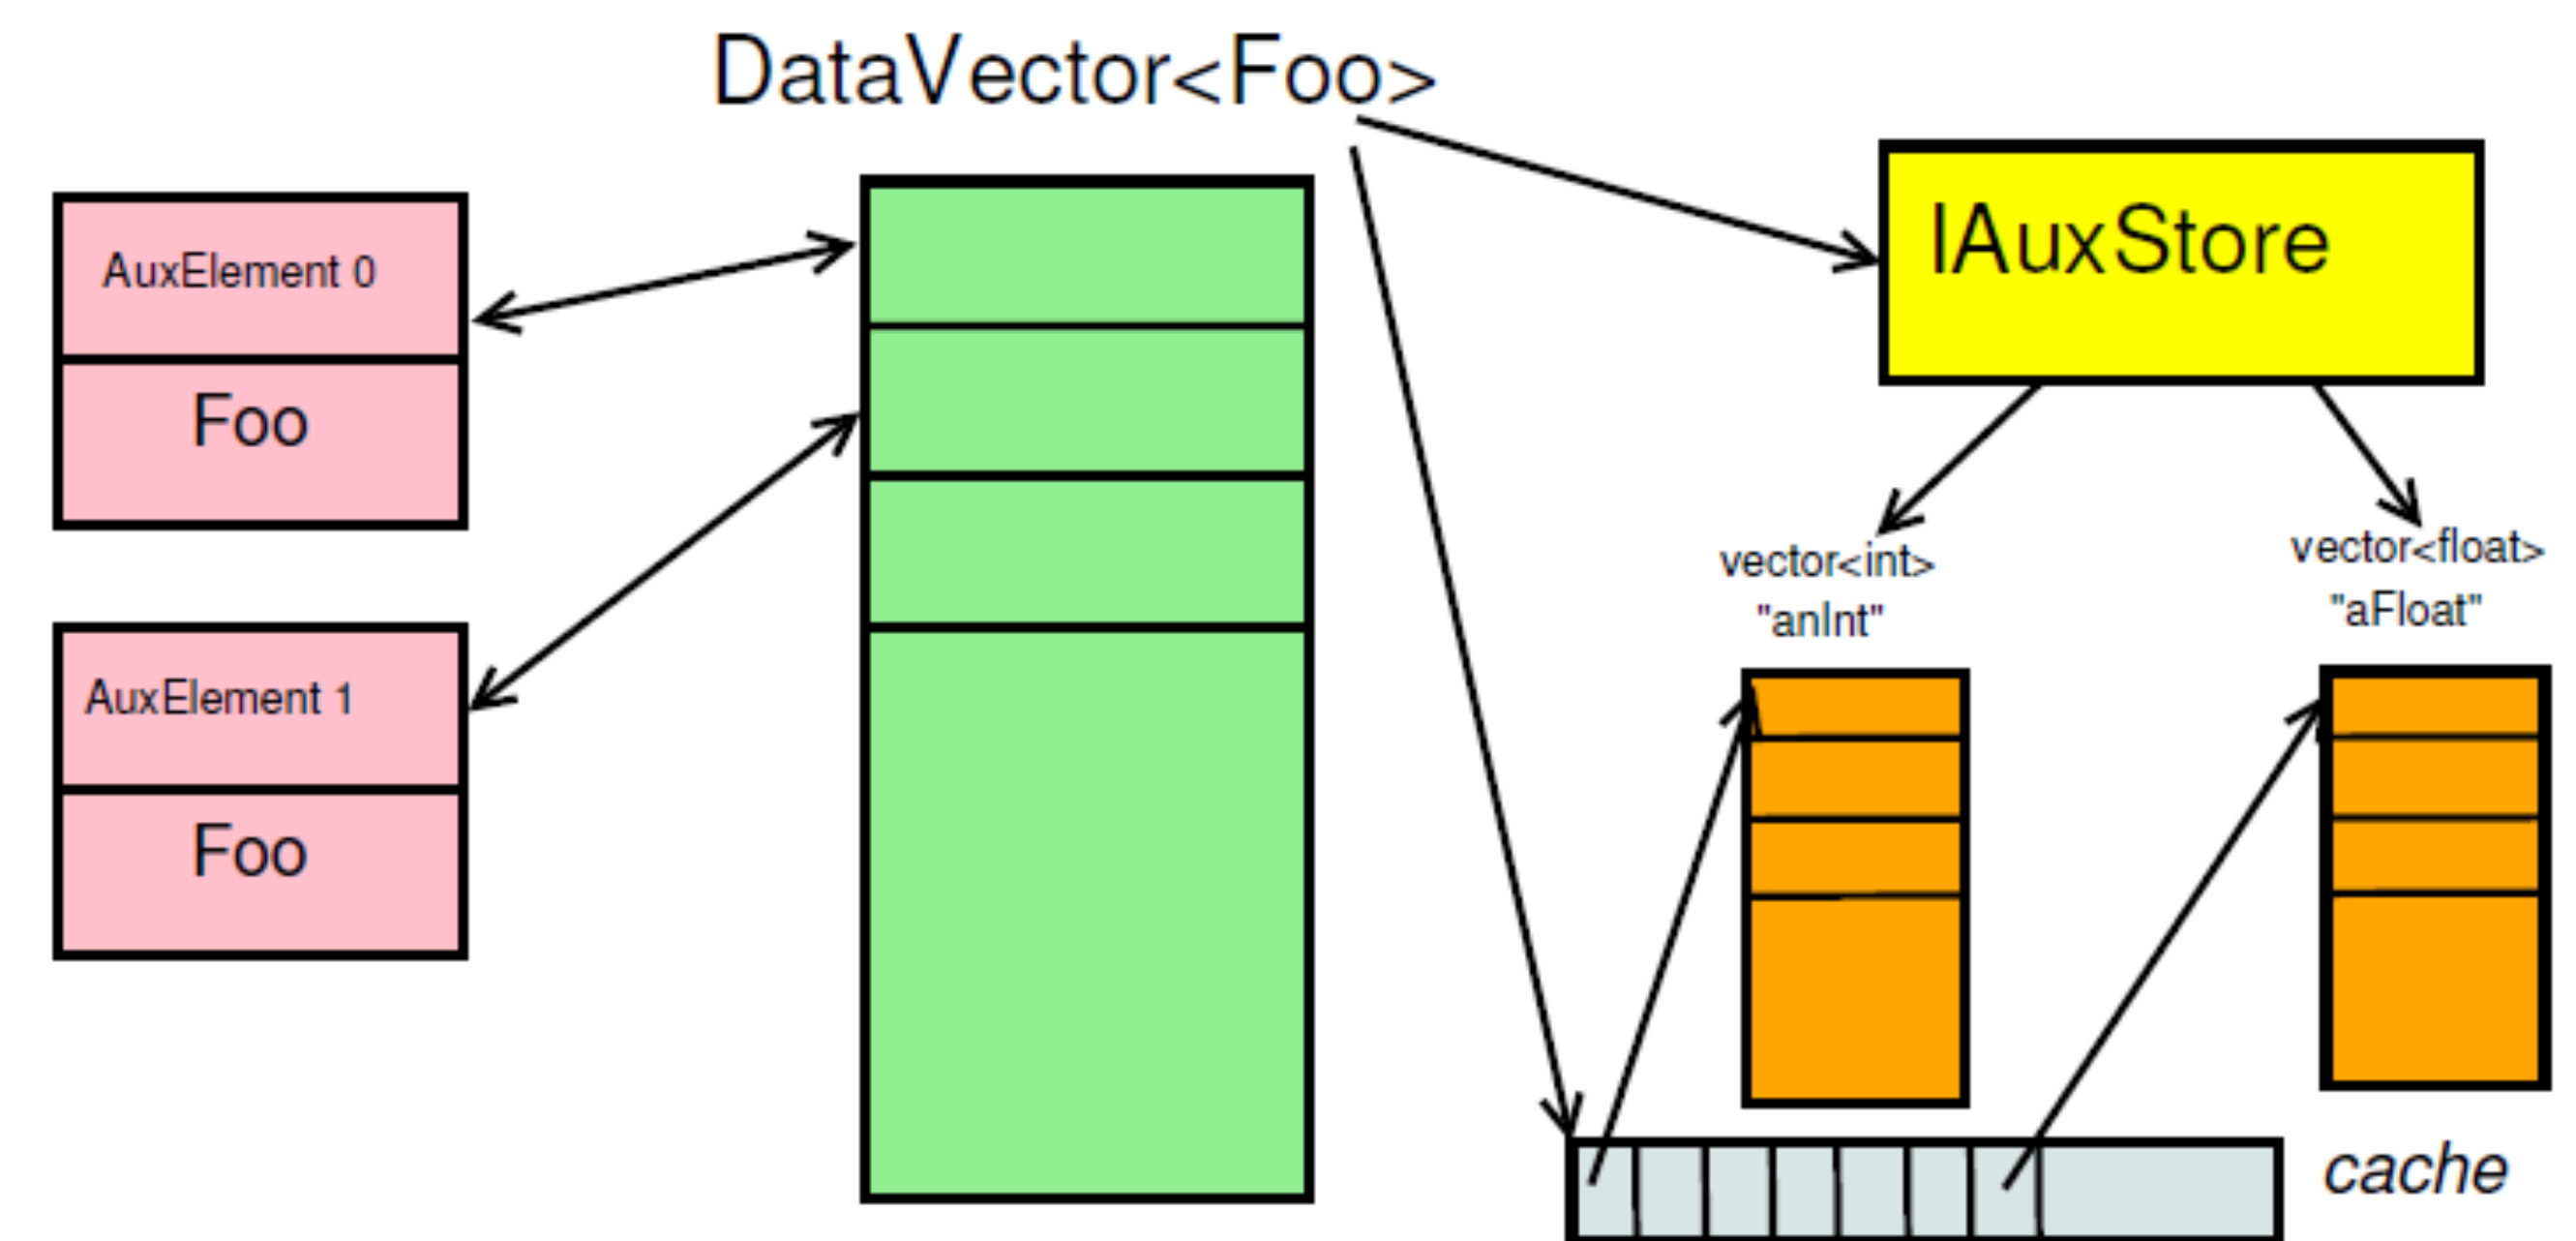 DataVector<Foo>
AuxElement 0
Foo
AuxElement 1
Foo
IAuxStore
vector<int>
"anInt"
vector<float>
"aFloat"
cache